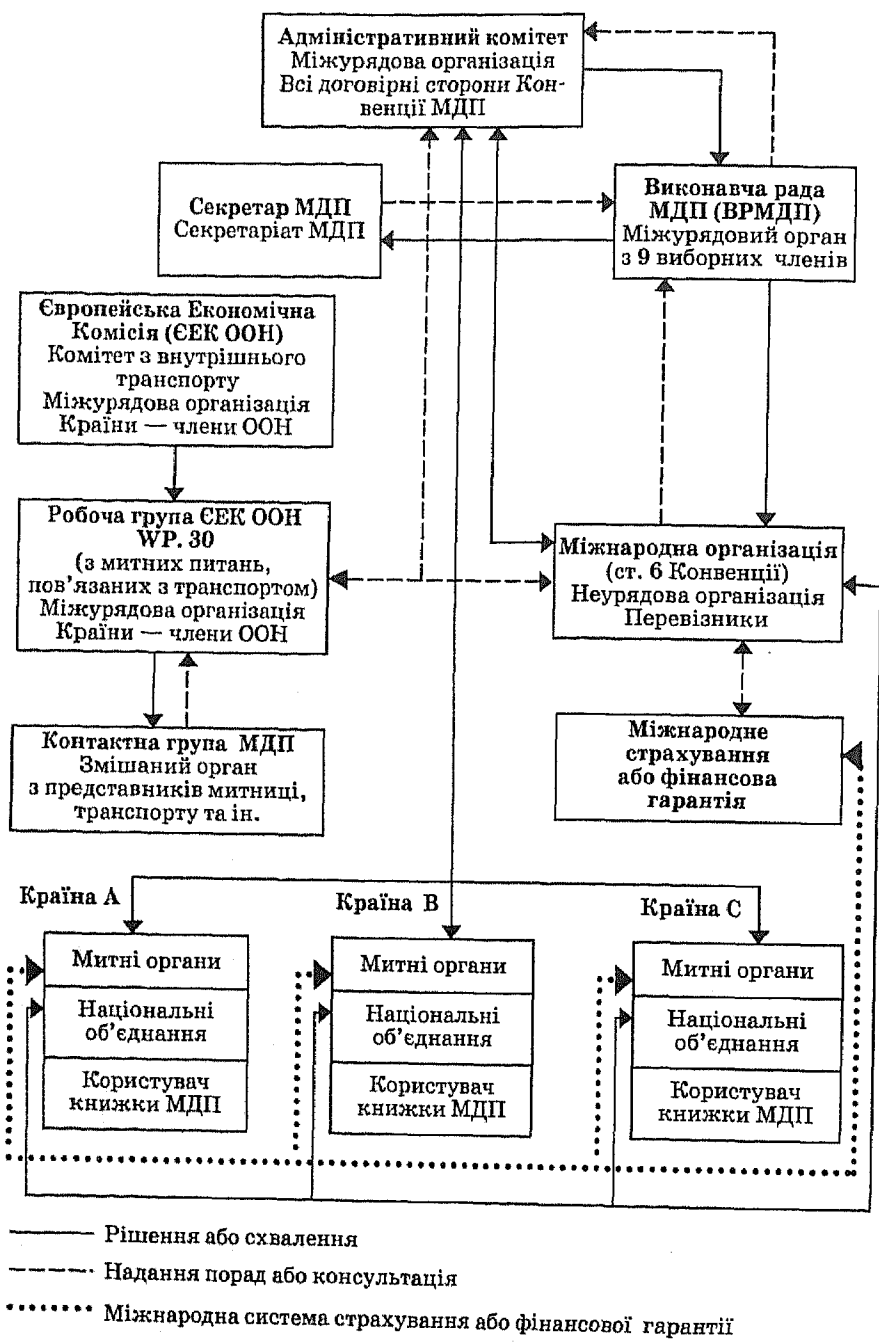 Адміністративний комітет
Міжурядова організація
Всі договірні сторони Кон-
венції МДП
Секретар МДП
Секретаріат МДП
Виконавча рада
МДП (ВРМДП)
Міжурядовий орган
з 9 виборних членів
Європейська Економічна
Комісія (ЄЕК ООН)
Комітет з внутрішнього
транспорту
Міжурядова організація
Країни — члени ООН
Робоча група ЄЕК ООН
WP. 30
(з митних питань,
пов’язаних з транспортом)
Міжурядова організація
Країни — члени ООН
Міжнародна організація
(ст. 6 Конвенції)
Неурядова організація
Перевізники
Контактна група МДП
Змішаний орган
з представників митниці,
транспорту та ін.
Міжнародне
страхування
або фінансова
гарантія
Країна А
Митні органи
Національні
об’єднання
Користувач
книжки МДП
Країна В
Митні органи
Національні
об’єднання
Користувач
книжки МДП
Країна С
Митні органи
Національні
об’єднання
Користувач
книжки МДП
Рішення або схвалення
Надання порад або консультація
Міжнародна система страхування або фінансової гарантії